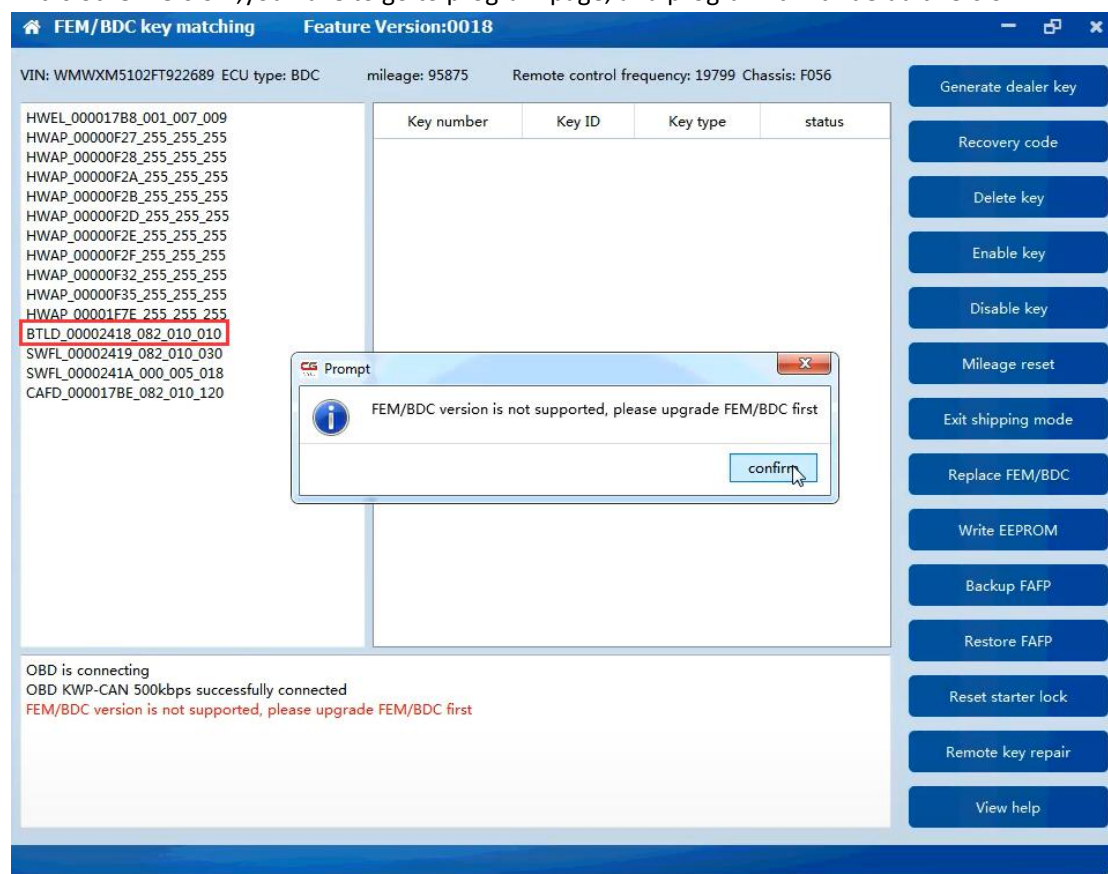 FEM/BDC key matching Feature Version:0018
VIN: WMWXM5102FT922689 ECU type: BDC mileage: 95875 Remote control frequency: 19799 Chassis: F056
HWEL_000017B8_001_007_009
HWAP_00000F27_255_255_255
HWAP_00000F28_255_255_255
HWAP_00000F2A_255_255_255
HWAP_00000F2B_255_255_255
HWAP_00000F2D_255_255_255
HWAP_00000F2E_255_255_255
HWAP_00000F2F_255_255_255
HWAP_00000F32_255_255_255
HWAP_00000F35_255_255_255
HWAP_00001F7E_255_255_255
BTLD_00002418_082_010_010
SWFL_00002419_082_010_030
SWFL_0000241A_000_005_018
CAFD_000017BE_082_010_120
Key number Key ID Key type status
CG Prompt
FEM/BDC version is not supported, please upgrade FEM/BDC first
confirm
OBD is connecting
OBD KWP-CAN 500kbps successfully connected
FEM/BDC version is not supported, please upgrade FEM/BDC first
Generate dealer key
Recovery code
Delete key
Enable key
Disable key
Mileage reset
Exit shipping mode
Replace FEM/BDC
Write EEPROM
Backup FAFP
Restore FAFP
Reset starter lock
Remote key repair
View help